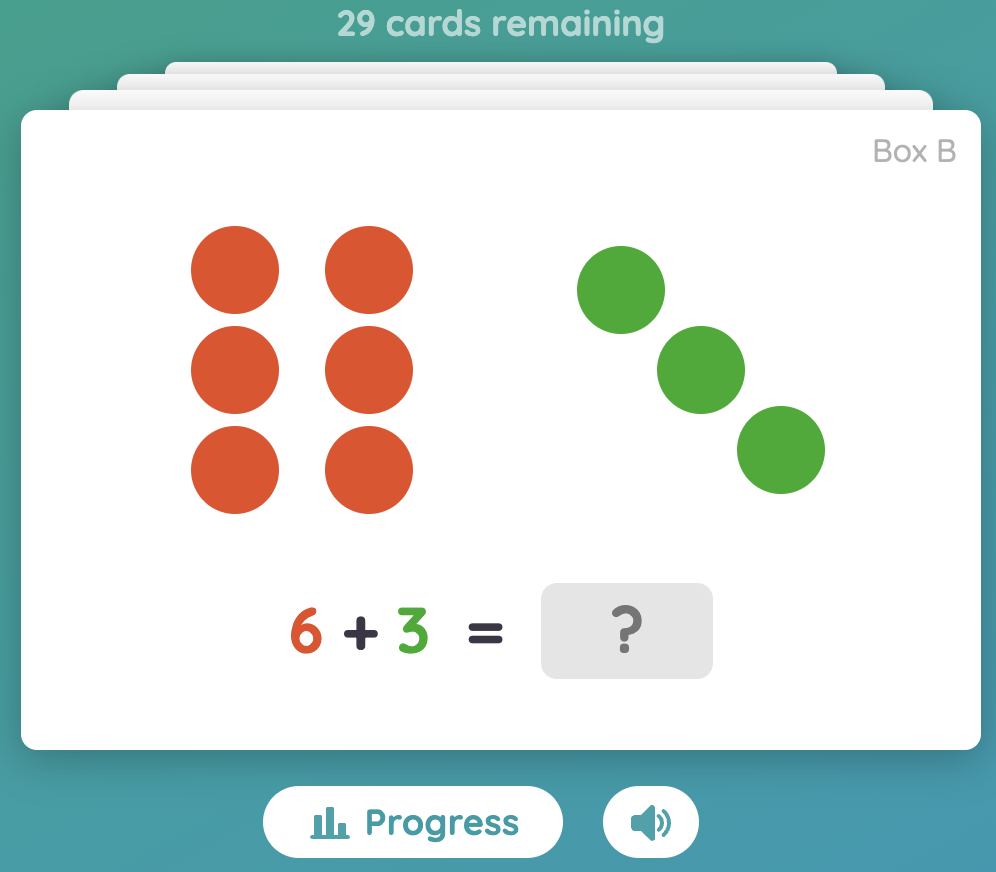 29 cards remaining
Box B
6 + 3 = ?
Progress